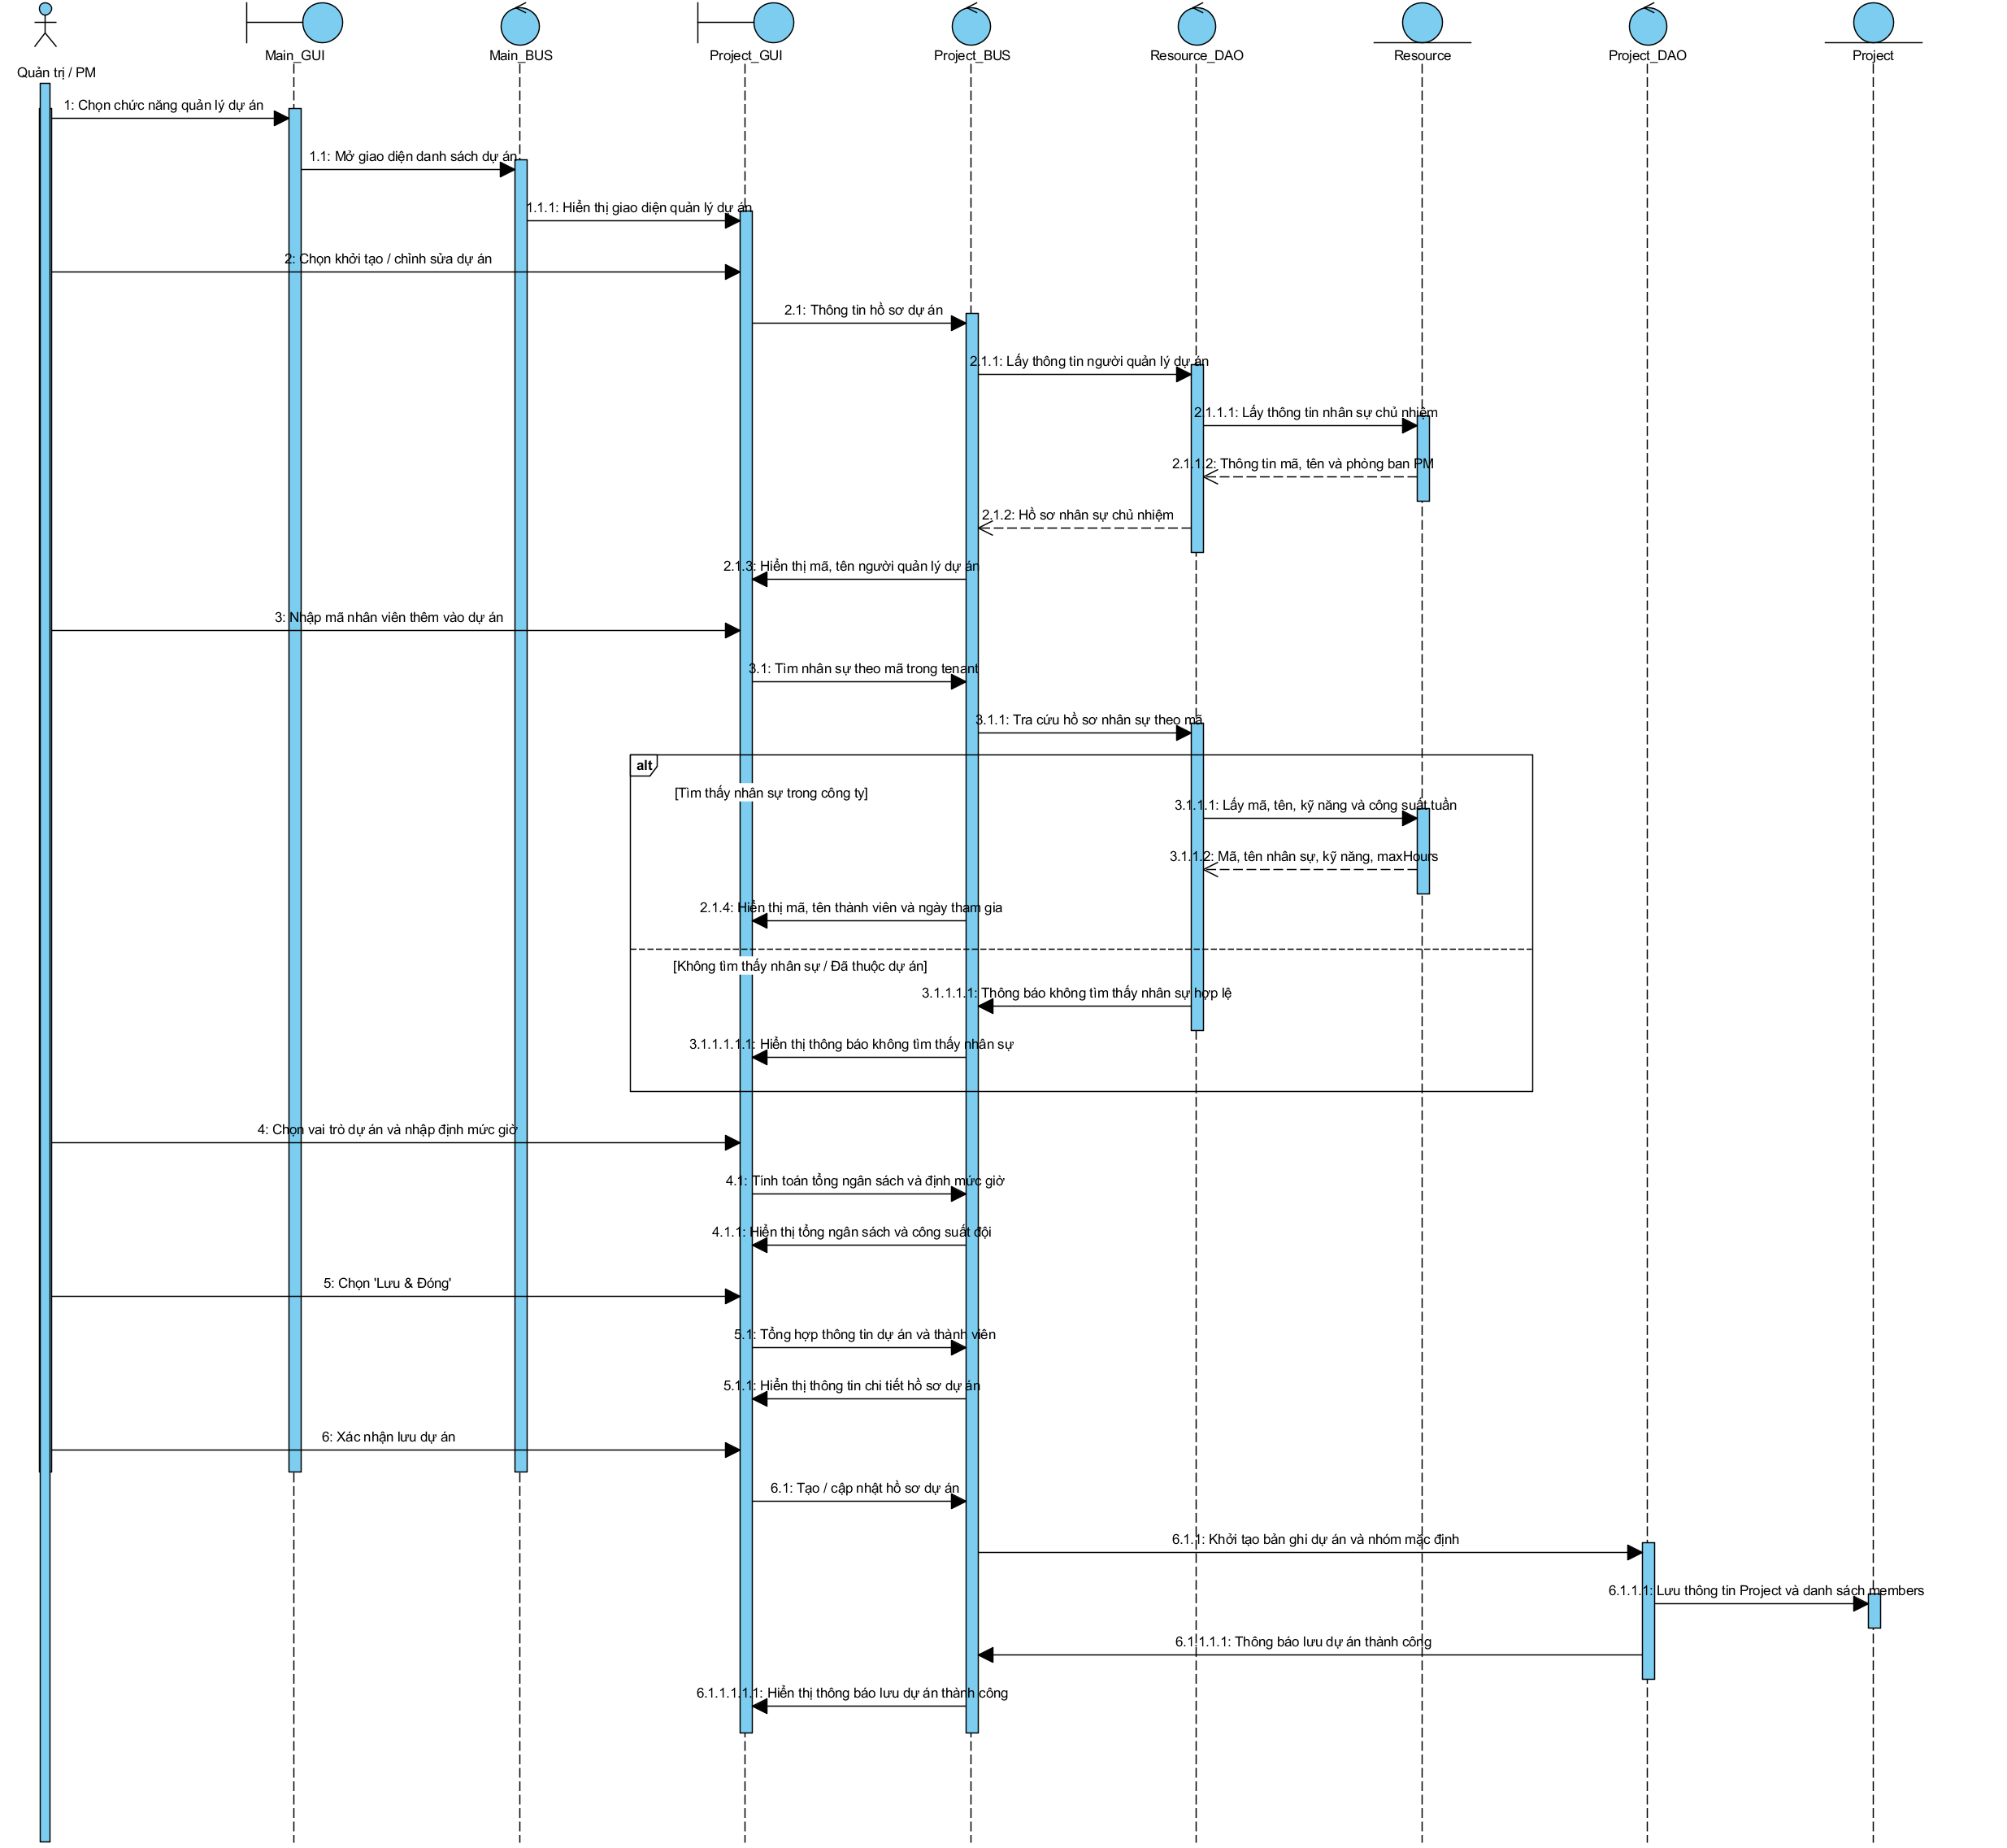 Main_GUI
Main_BUS
Project_GUI
Project_BUS
Resource_DAO
Resource
Project_DAO
Project
Quản trị / PM
1: Chọn chức năng quản lý dự án
1.1: Mở giao diện danh sách dự án
1.1.1: Hiển thị giao diện quản lý dự án
2: Chọn khởi tạo / chỉnh sửa dự án
2.1: Thông tin hồ sơ dự án
2.1.1: Lấy thông tin người quản lý dự án
2.1.1.1: Lấy thông tin nhân sự chủ nhiệm
2.1.1.2: Thông tin mã, tên và phòng ban PM
2.1.2: Hồ sơ nhân sự chủ nhiệm
2.1.3: Hiển thị mã, tên người quản lý dự án
3: Nhập mã nhân viên thêm vào dự án
3.1: Tìm nhân sự theo mã trong tenant
3.1.1: Tra cứu hồ sơ nhân sự theo mã
alt
[Tìm thấy nhân sự trong công ty]
3.1.1.1: Lấy mã, tên, kỹ năng và công suất tuần
3.1.1.2: Mã, tên nhân sự, kỹ năng, maxHours
2.1.4: Hiển thị mã, tên thành viên và ngày tham gia
[Không tìm thấy nhân sự / Đã thuộc dự án]
3.1.1.1.1: Thông báo không tìm thấy nhân sự hợp lệ
3.1.1.1.1.1: Hiển thị thông báo không tìm thấy nhân sự
4: Chọn vai trò dự án và nhập định mức giờ
4.1: Tính toán tổng ngân sách và định mức giờ
4.1.1: Hiển thị tổng ngân sách và công suất đội
5: Chọn 'Lưu & Đóng'
5.1: Tổng hợp thông tin dự án và thành viên
5.1.1: Hiển thị thông tin chi tiết hồ sơ dự án
6: Xác nhận lưu dự án
6.1: Tạo / cập nhật hồ sơ dự án
6.1.1: Khởi tạo bản ghi dự án và nhóm mặc định
6.1.1.1: Lưu thông tin Project và danh sách members
6.1.1.1.1: Thông báo lưu dự án thành công
6.1.1.1.1.1: Hiển thị thông báo lưu dự án thành công